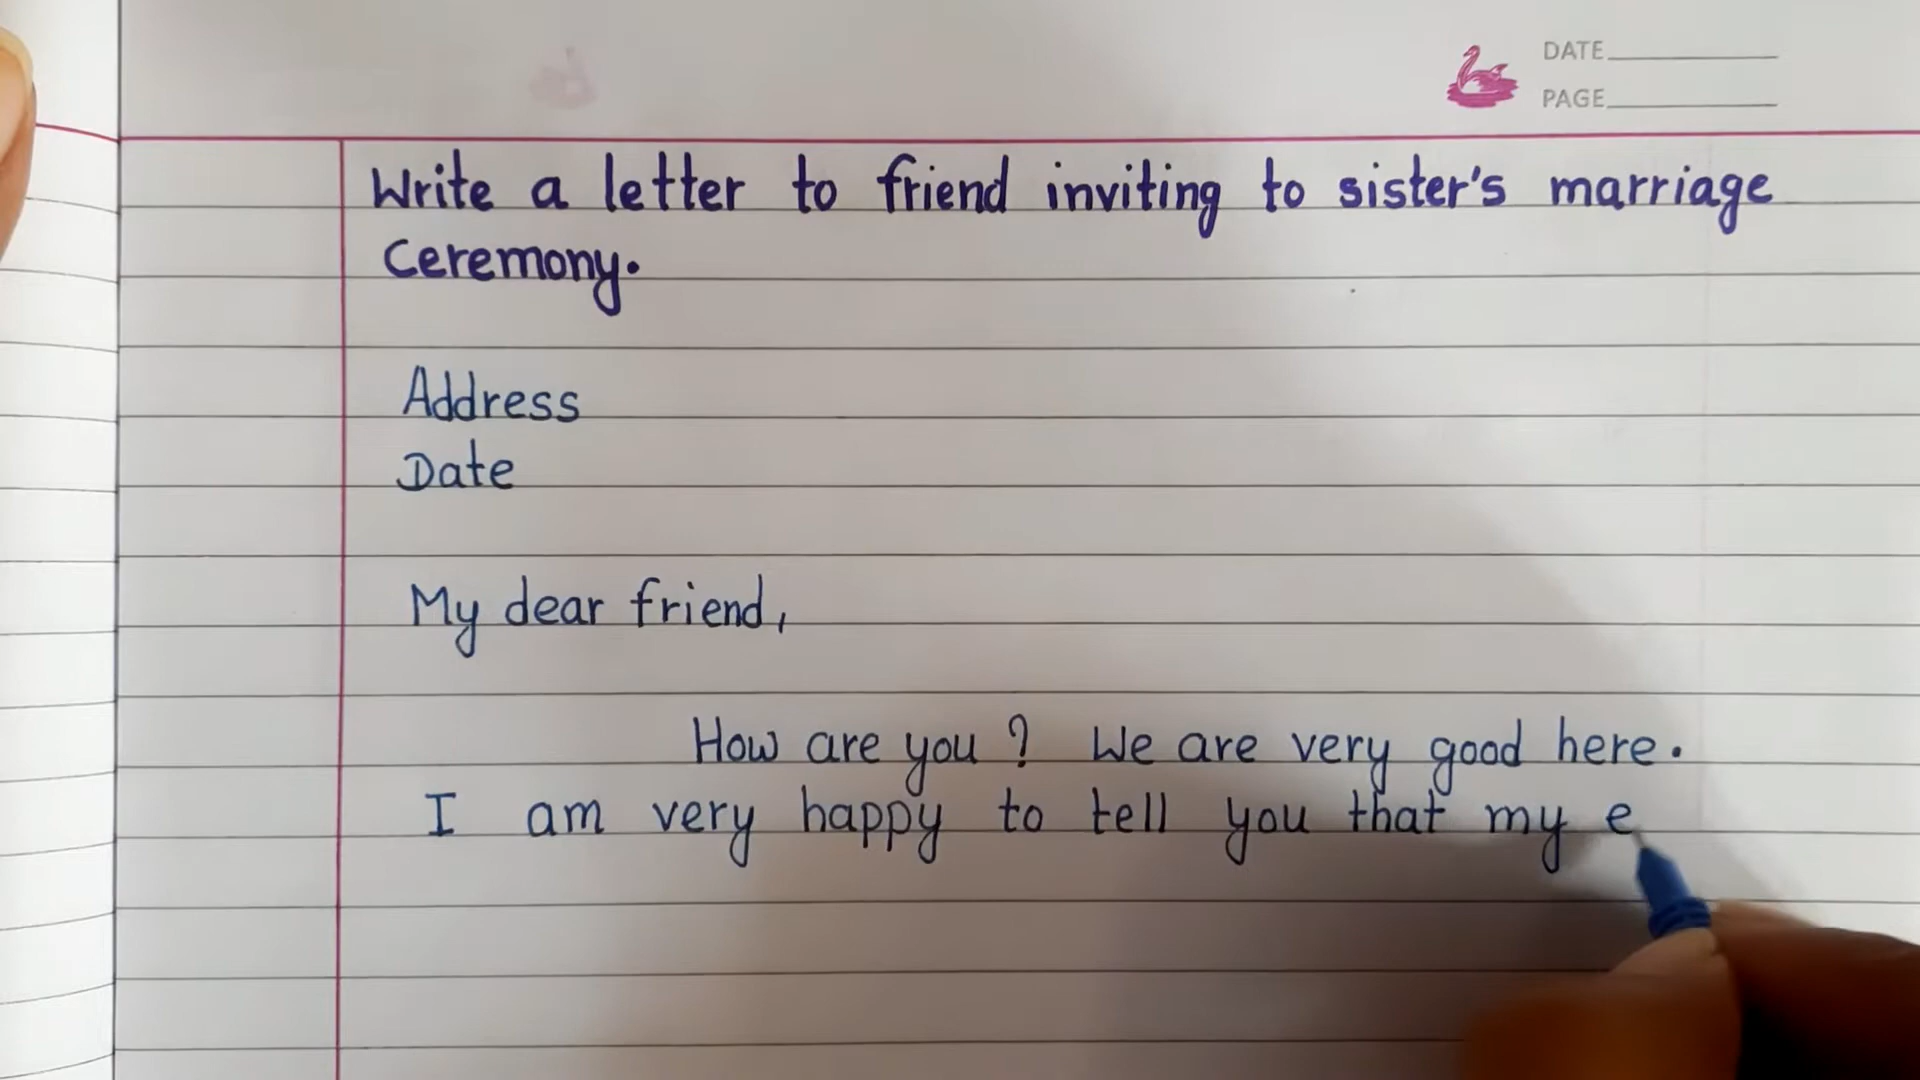 DATE
PAGE
Write a letter to friend inviting to sister's marriage
ceremony.
Address
Date
My dear friend,
How are you ? We are very good here.
I am very happy to tell you that my e